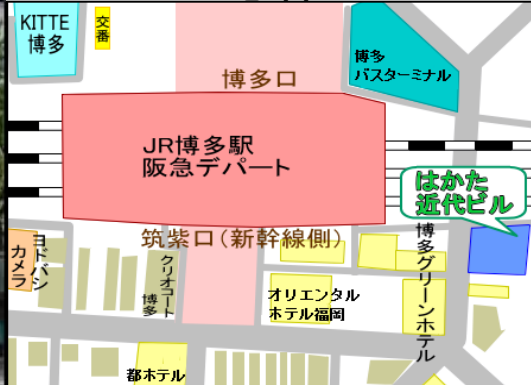 KITTE
博多
交番
博多
バスターミナル
博多口
JR博多駅
阪急デパート
はかた
近代ビル
筑紫口(新幹線側)
ヨドバシ
カメラ
クリオコート
博多
オリエンタル
ホテル福岡
博多グリーンホテル
都ホテル